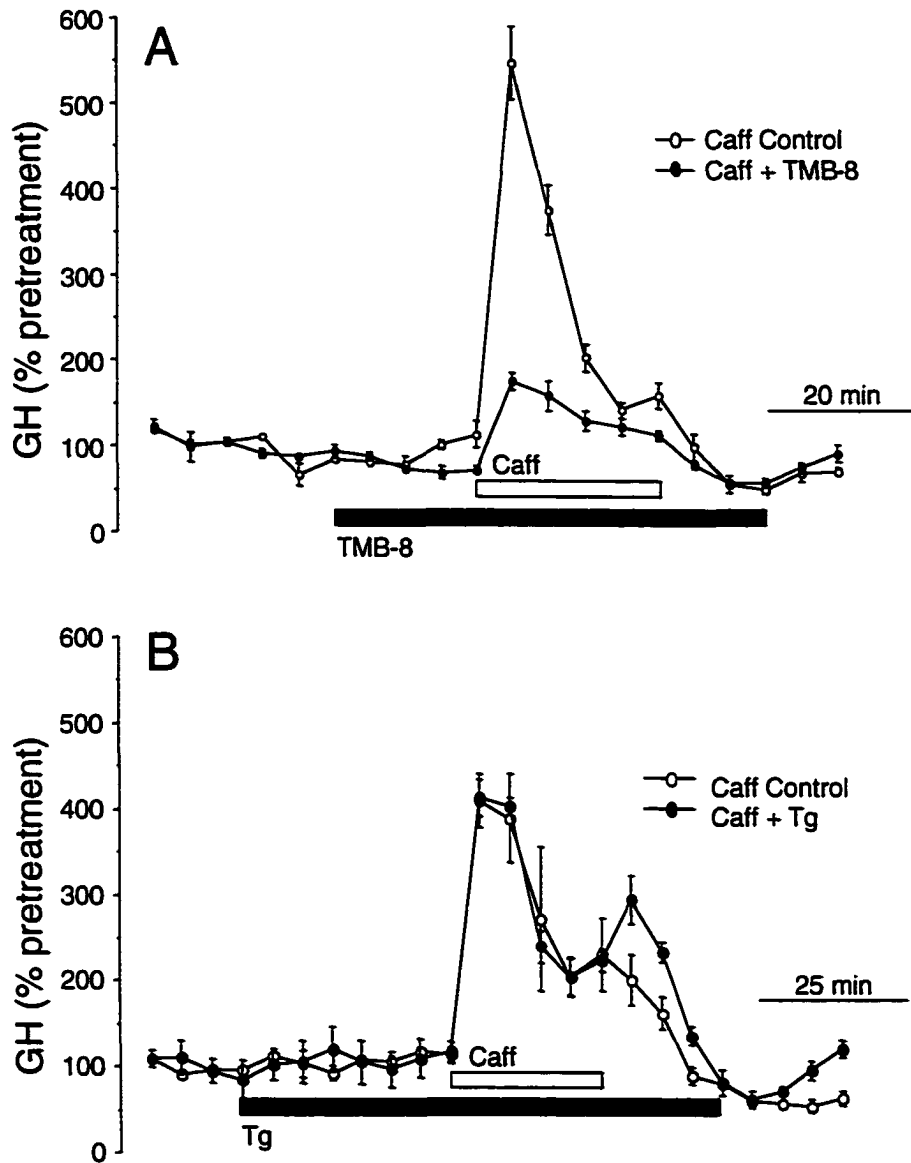 A
600
500
400
300
200
100
0
GH (% pretreatment)
Caff Control
Caff + TMB-8
20 min
Caff
TMB-8
B
600
500
400
300
200
100
0
GH (% pretreatment)
Caff Control
Caff + Tg
25 min
Caff
Tg